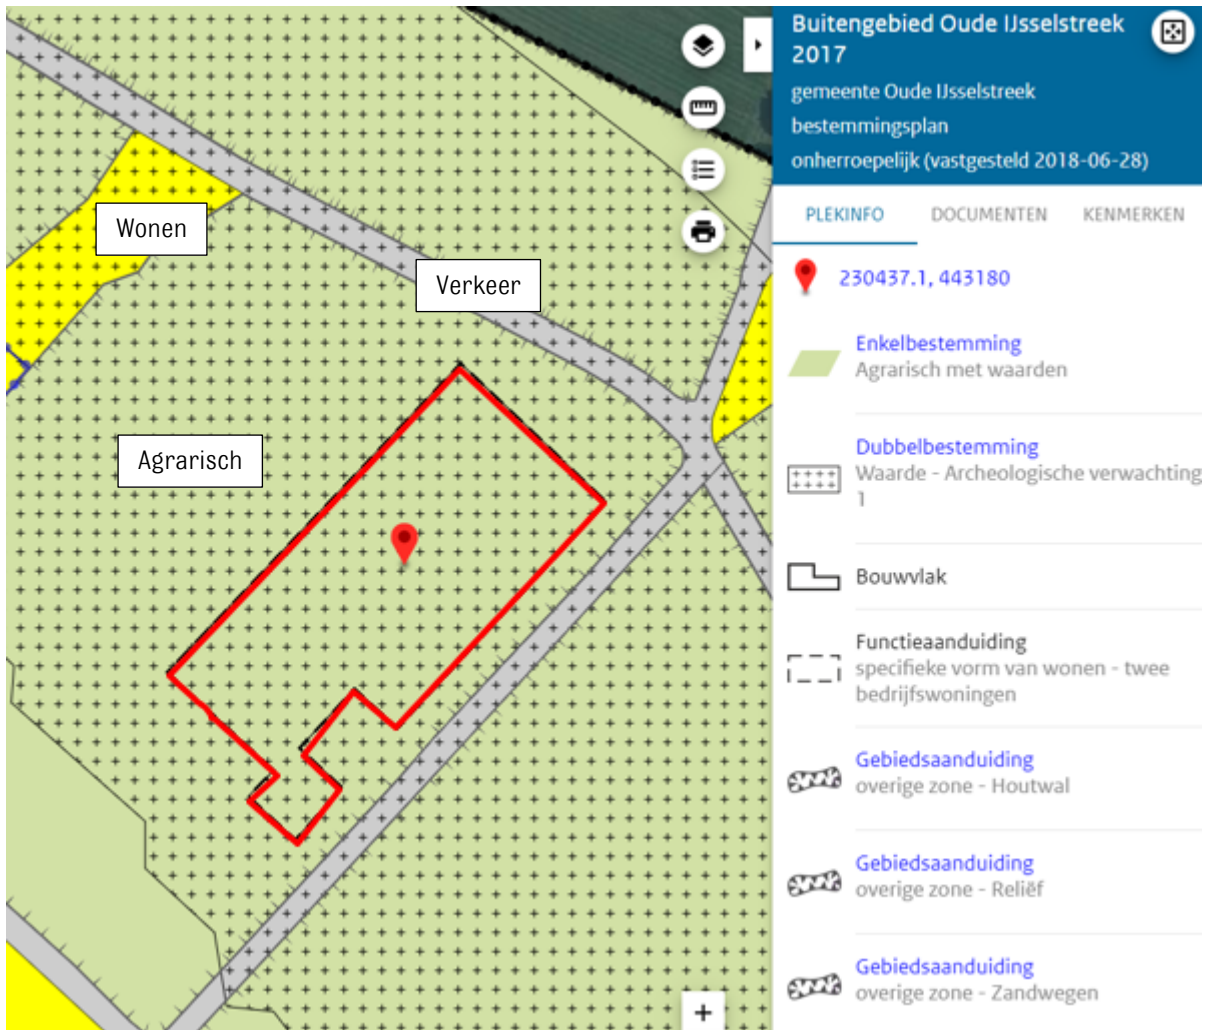 Wonen
Verkeer
Agrarisch
Buitengebied Oude IJsselstreek
2017
gemeente Oude IJsselstreek
bestemmingsplan
onherroepelijk (vastgesteld 2018-06-28)
PLEKINFO DOCUMENTEN KENMERKEN
230437.1, 443180
Enkelbestemming
Agrarisch met waarden
Dubbelbestemming
Waarde - Archeologische verwachting
1
Bouwvlak
Functieaanduiding
specifieke vorm van wonen - twee
bedrijfswoningen
Gebiedsaanduiding
overige zone - Houtwal
Gebiedsaanduiding
overige zone - Reliëf
Gebiedsaanduiding
overige zone - Zandwegen